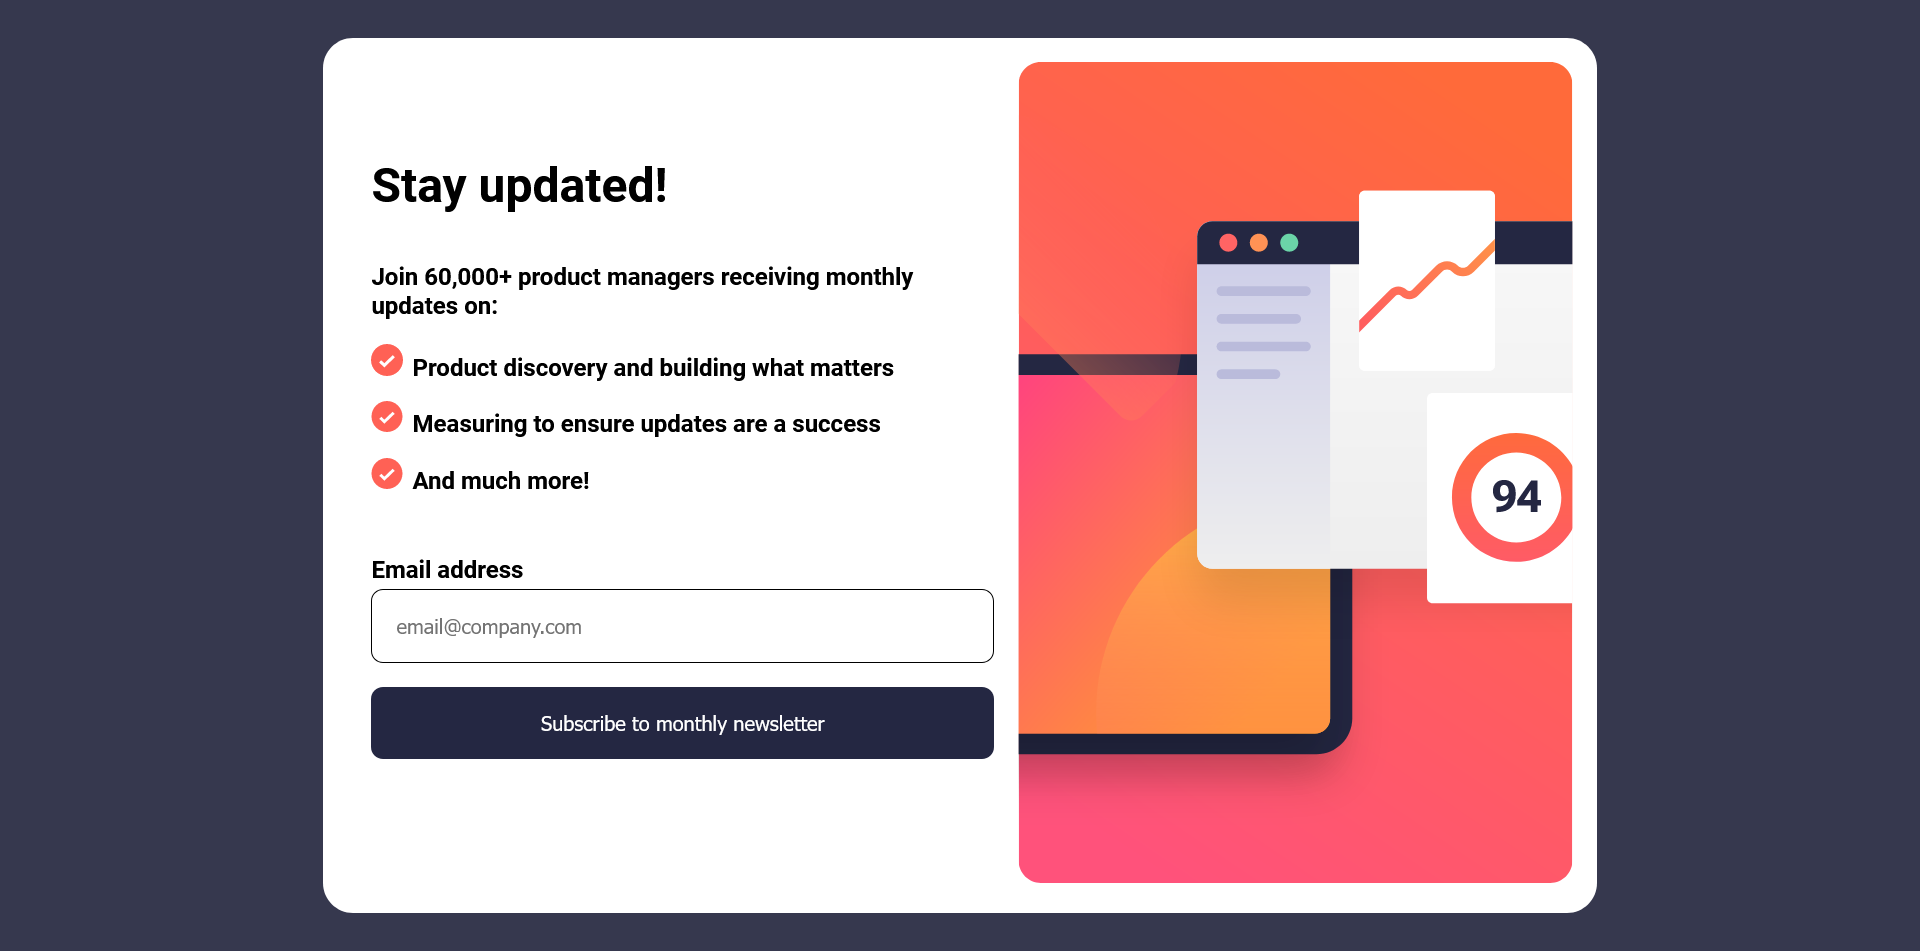 Stay updated!
Join 60,000+ product managers receiving monthly
updates on:
Product discovery and building what matters
Measuring to ensure updates are a success
And much more!
Email address
email@company.com
Subscribe to monthly newsletter
94